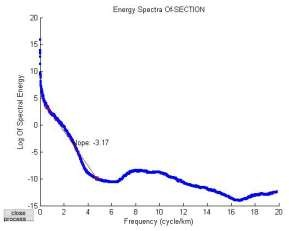 Energy Spectra Of-SECTION
Log Of Spectral Energy
20
15
10
5
0
-5
-10
-15
slope: -3.17
0 2 4 6 8 10 12 14 16 18 20
Frequency (cycle/km)
close
process